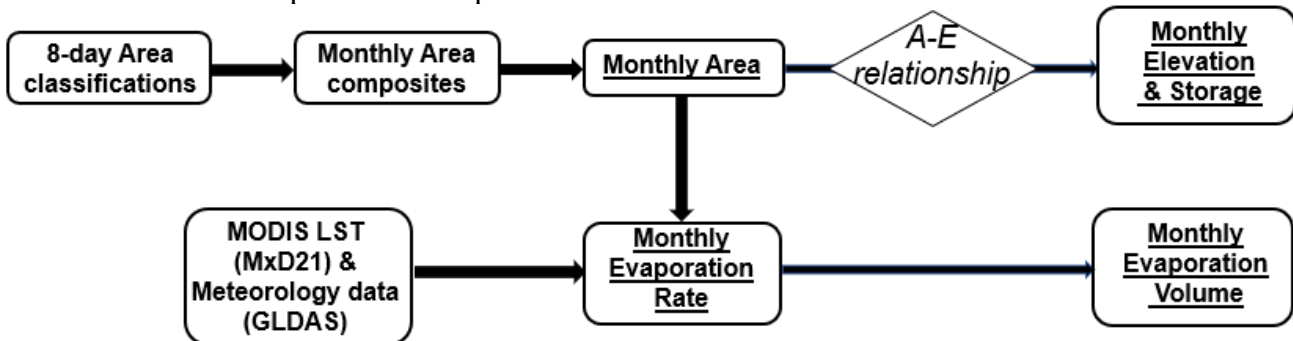 8-day Area
classifications
Monthly Area
composites
Monthly Area
A-E
relationship
Monthly
Elevation
& Storage
MODIS LST
(MxD21) &
Meteorology data
(GLDAS)
Monthly
Evaporation
Rate
Monthly
Evaporation
Volume